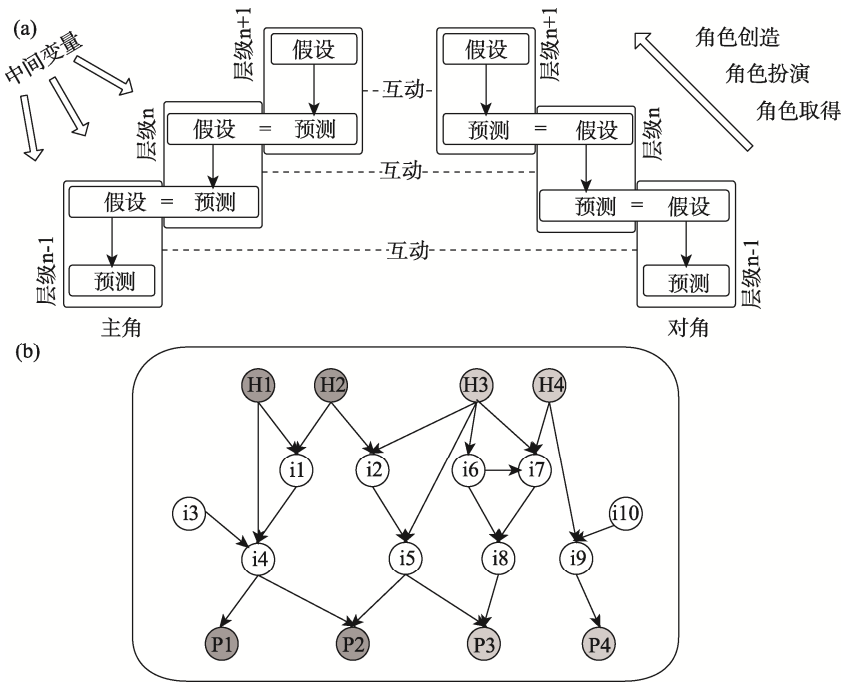 (a)
中间变量
层级n+1
假设
层级n
假设 = 预测
层级n-1
假设 = 预测
预测
主角
互动
互动
互动
层级n+1
假设
层级n
预测 = 假设
层级n-1
预测 = 假设
预测
对角
角色创造
角色扮演
角色取得
(b)
H1 H2 H3 H4
i1 i2 i6 i7
i3 i10
i4 i5 i8 i9
P1 P2 P3 P4